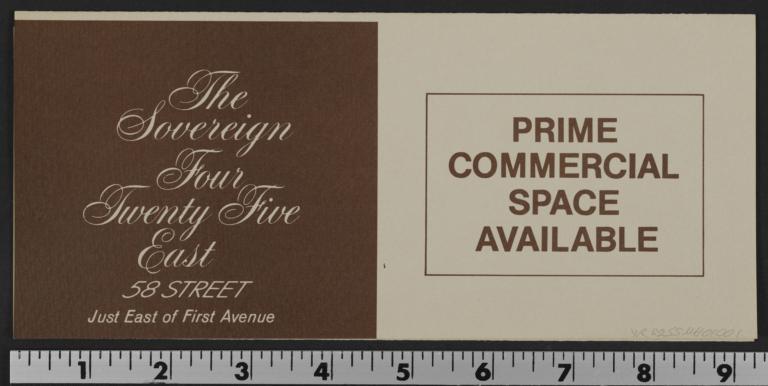 The
Sovereign
Four
Twenty Five
East
58 STREET
Just East of First Avenue
PRIME
COMMERCIAL
SPACE
AVAILABLE
1 2 3 4 5 6 7 8 9